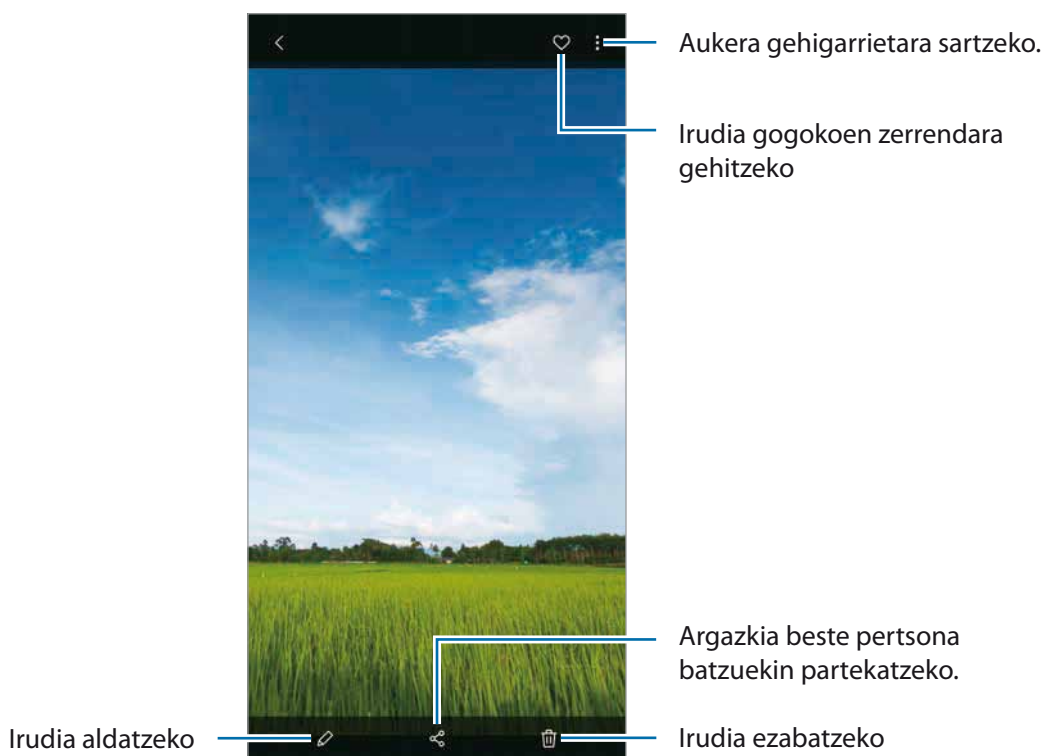 Aukera gehigarrietara sartzeko.
Irudia gogokoen zerrendara
gehitzeko
Argazkia beste pertsona
batzuekin partekatzeko.
Irudia aldatzeko
Irudia ezabatzeko